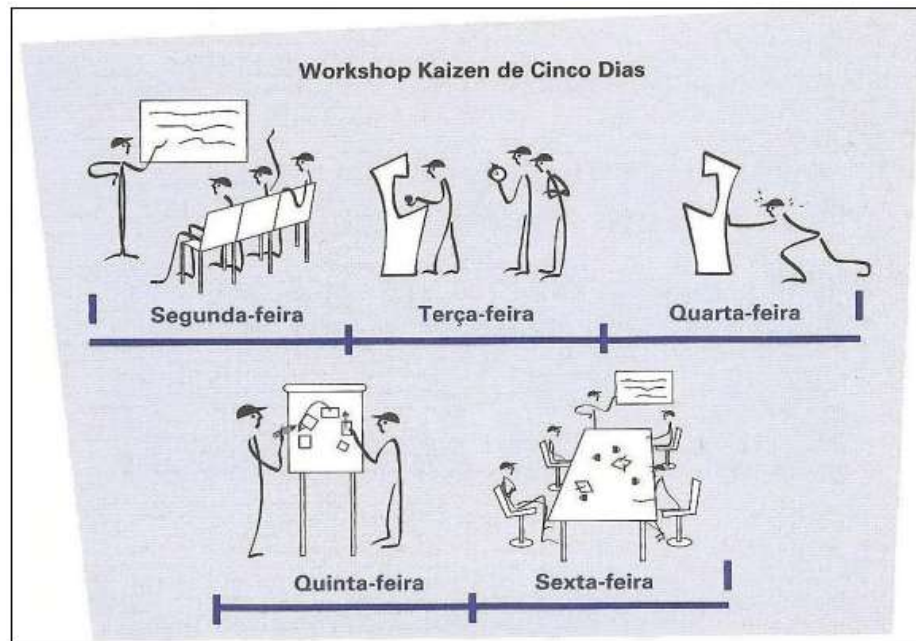 Workshop Kaizen de Cinco Dias
Segunda-feira
Terça-feira
Quarta-feira
Quinta-feira
Sexta-feira